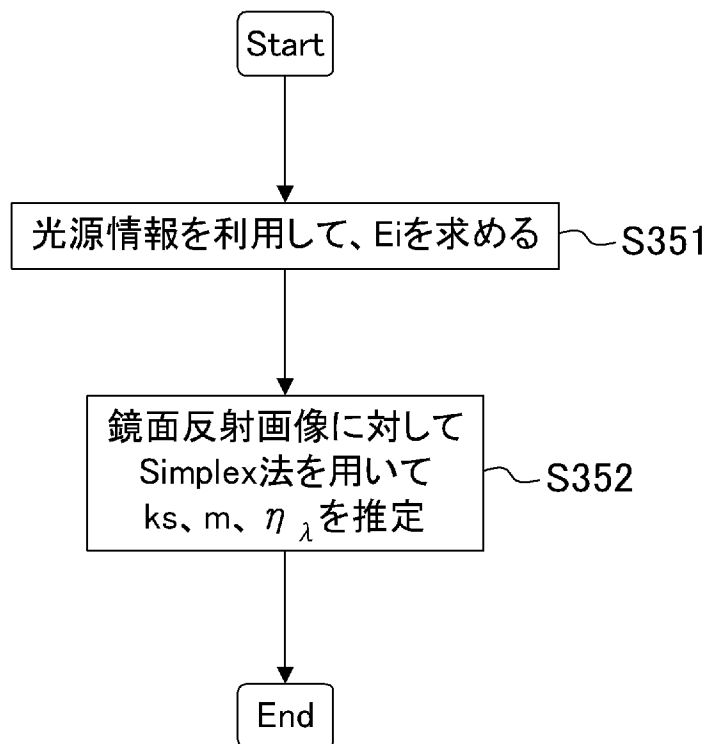 Start
光源情報を利用して、Eiを求める
S351
鏡面反射画像に対して
Simplex法を用いて
ks、m、ηλを推定
S352
End